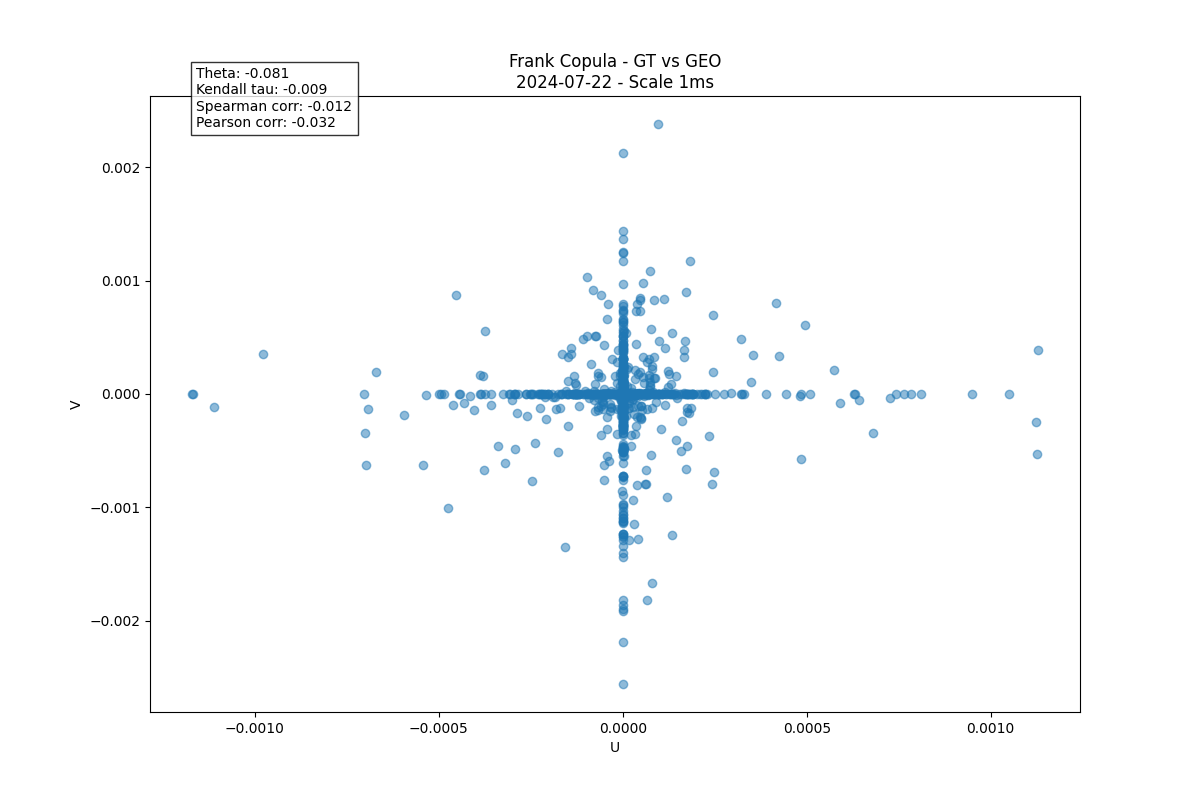 Frank Copula - GT vs GEO
2024-07-22 - Scale 1ms
Theta: -0.081
Kendall tau: -0.009
Spearman corr: -0.012
Pearson corr: -0.032
V
0.002
0.001
0.000
−0.001
−0.002
−0.0010
−0.0005
0.0000
0.0005
0.0010
U